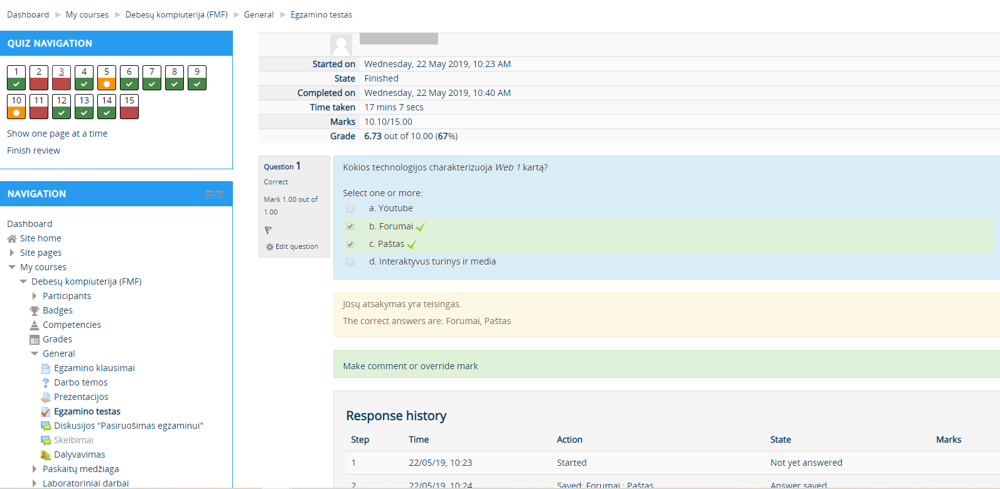 Dashboard ► My courses ► Debesų kompiuterija (FMF) ► General ► Egzamino testas
QUIZ NAVIGATION
1 2 3 4 5 6 7 8 9
10 11 12 13 14 15
Show one page at a time
Finish review
NAVIGATION
Dashboard
Site home
Site pages
My courses
Debesų kompiuterija (FMF)
Participants
Badges
Competencies
Grades
General
Egzamino klausimai
Darbo temos
Prezentacijos
Egzamino testas
Diskusijos "Pasiruošimas egzaminui"
Skelbimai
Dalyvavimas
Paskaitų medžiaga
Laboratoriniai darbai
Started on Wednesday, 22 May 2019, 10:23 AM
State Finished
Completed on Wednesday, 22 May 2019, 10:40 AM
Time taken 17 mins 7 secs
Marks 10.10/15.00
Grade 6.73 out of 10.00 (67%)
Question 1
Correct
Mark 1.00 out of
1.00
Edit question
Kokios technologijos charakterizuoja Web 1 kartą?
Select one or more:
a. Youtube
b. Forumai
c. Paštas
d. Interaktyvus turinys ir media
Jūsų atsakymas yra teisingas.
The correct answers are: Forumai, Paštas
Make comment or override mark
Response history
Step Time Action State Marks
1 22/05/19, 10:23 Started Not yet answered
2 22/05/19, 10:24 Saved: Forumai ; Paštas Answer saved